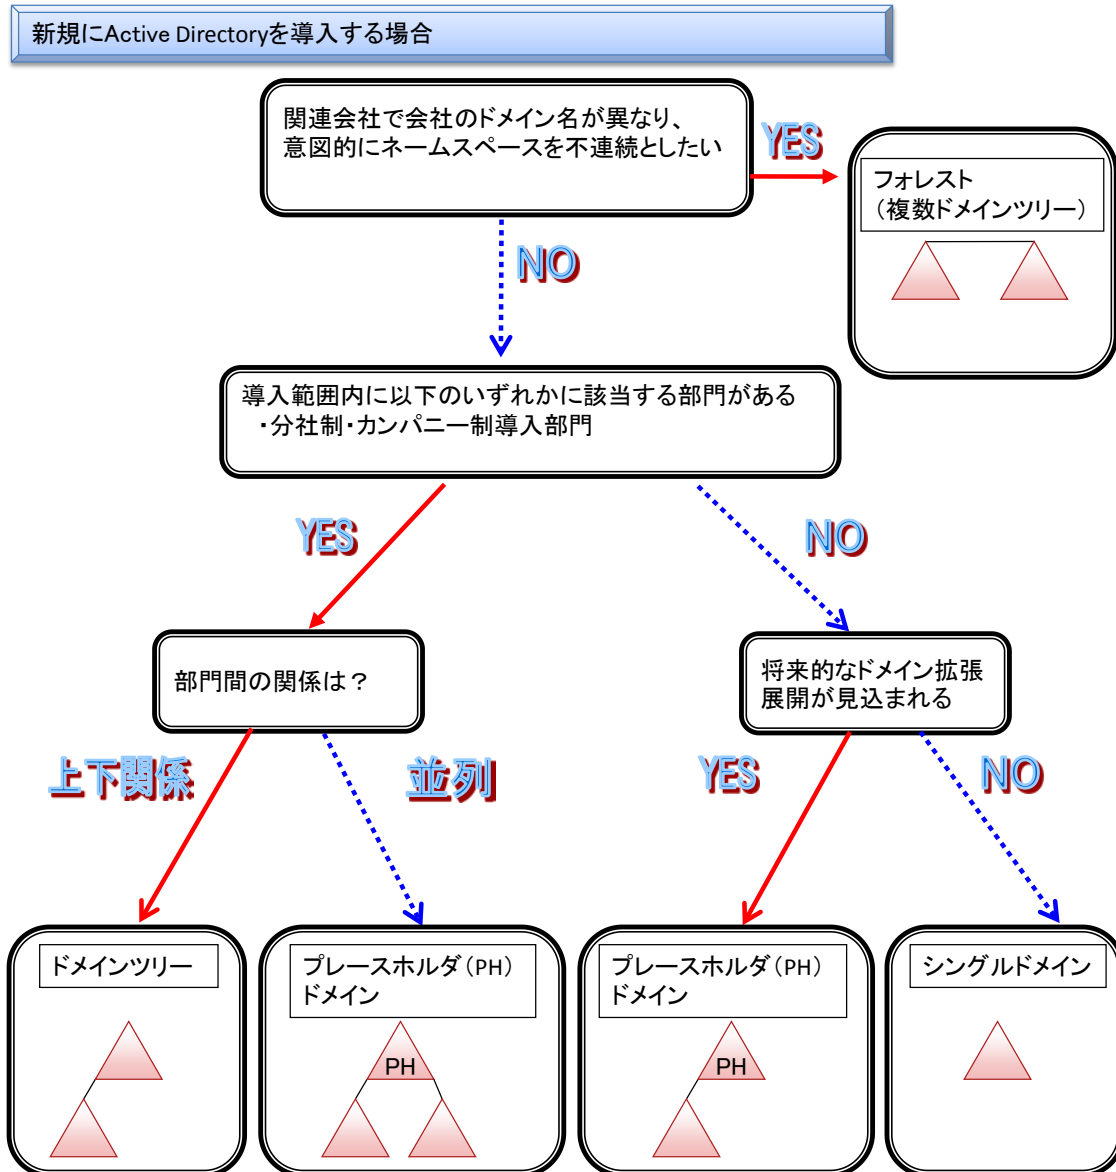 新規にActive Directoryを導入する場合
関連会社で会社のドメイン名が異なり、
意図的にネームスペースを不連続としたい
YES
フォレスト
（複数ドメインツリー）
NO
導入範囲内に以下のいずれかに該当する部門がある
・分社制・カンパニー制導入部門
YES
NO
部門間の関係は？
将来的なドメイン拡張
展開が見込まれる
上下関係
並列
YES
NO
ドメインツリー
プレースホルダ（PH）
ドメイン
PH
プレースホルダ（PH）
ドメイン
PH
シングルドメイン